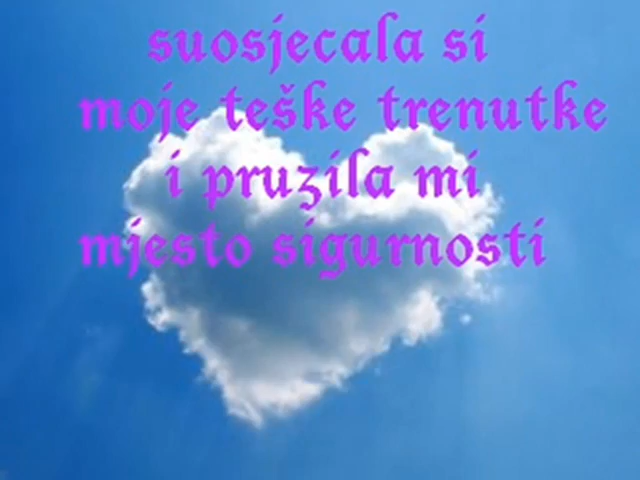 suosjecala si
moje teške trenutke
i pruzila mi
mjesto sigurnosti